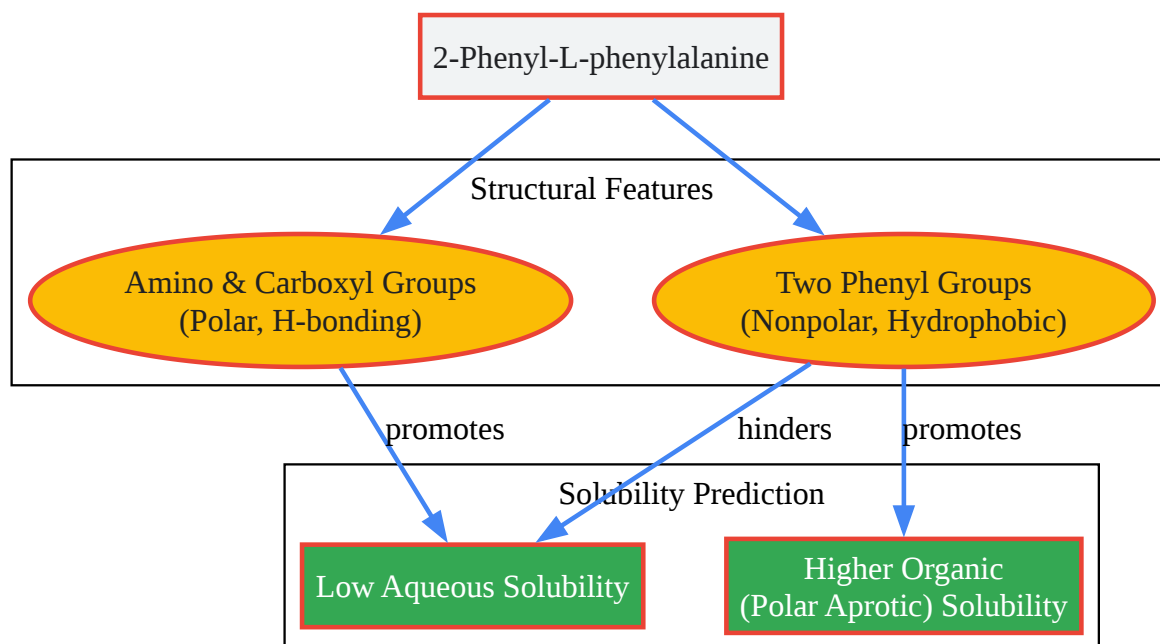 2-Phenyl-L-phenylalanine
Structural Features
Amino & Carboxyl Groups
(Polar, H-bonding)
Two Phenyl Groups
(Nonpolar, Hydrophobic)
promotes
hinders
promotes
Solubility Prediction
Low Aqueous Solubility
Higher Organic
(Polar Aprotic) Solubility